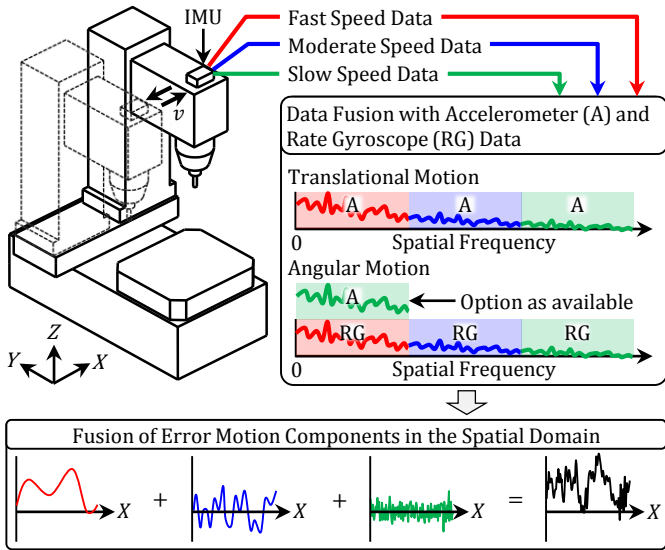 IMU
Fast Speed Data
Moderate Speed Data
Slow Speed Data
v
Data Fusion with Accelerometer (A) and
Rate Gyroscope (RG) Data
Translational Motion
A A A
0 Spatial Frequency
Angular Motion
A Option as available
RG RG RG
0 Spatial Frequency
Z
Y X
Fusion of Error Motion Components in the Spatial Domain
X + X + X = X